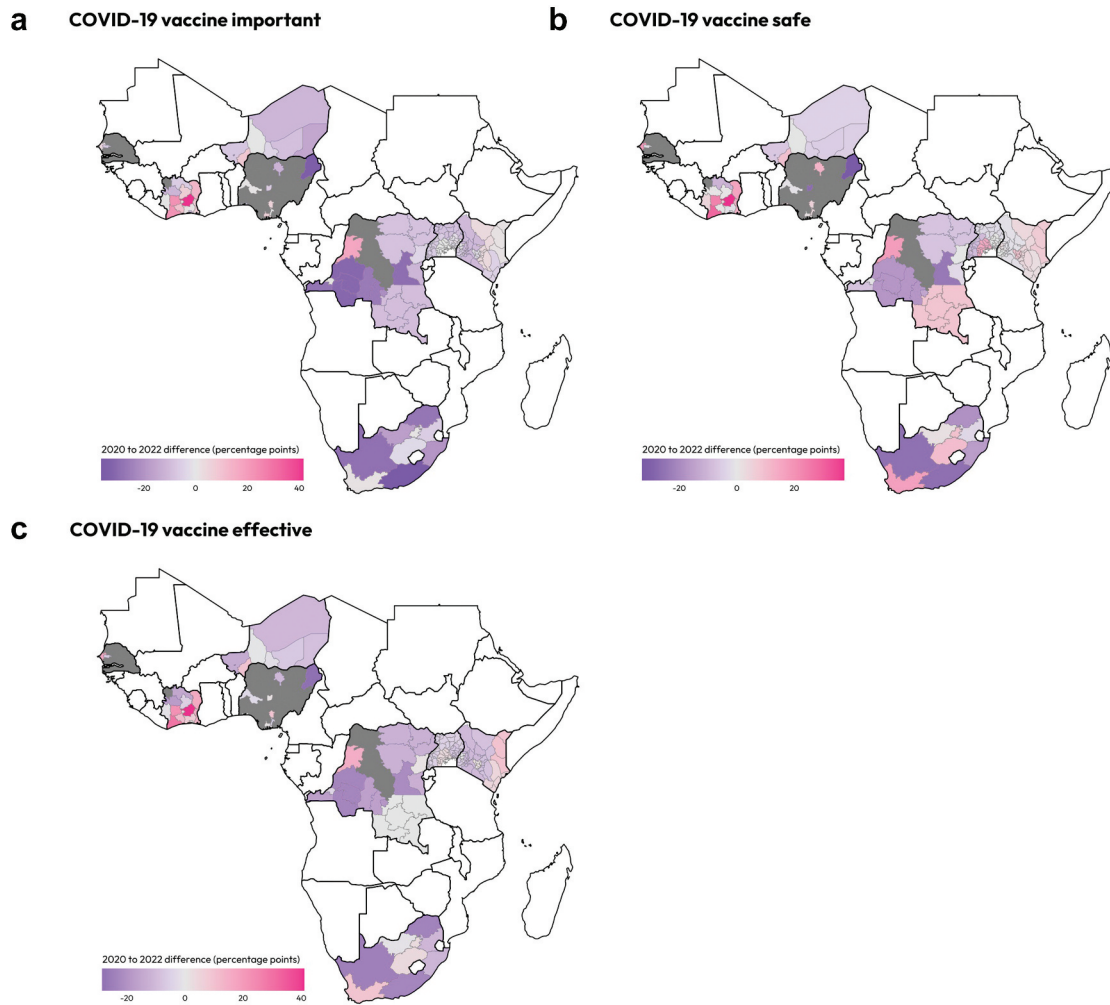 a COVID-19 vaccine important
b COVID-19 vaccine safe
2020 to 2022 difference (percentage points)
-20 0 20 40
2020 to 2022 difference (percentage points)
-20 0 20
c COVID-19 vaccine effective
2020 to 2022 difference (percentage points)
-20 0 20 40